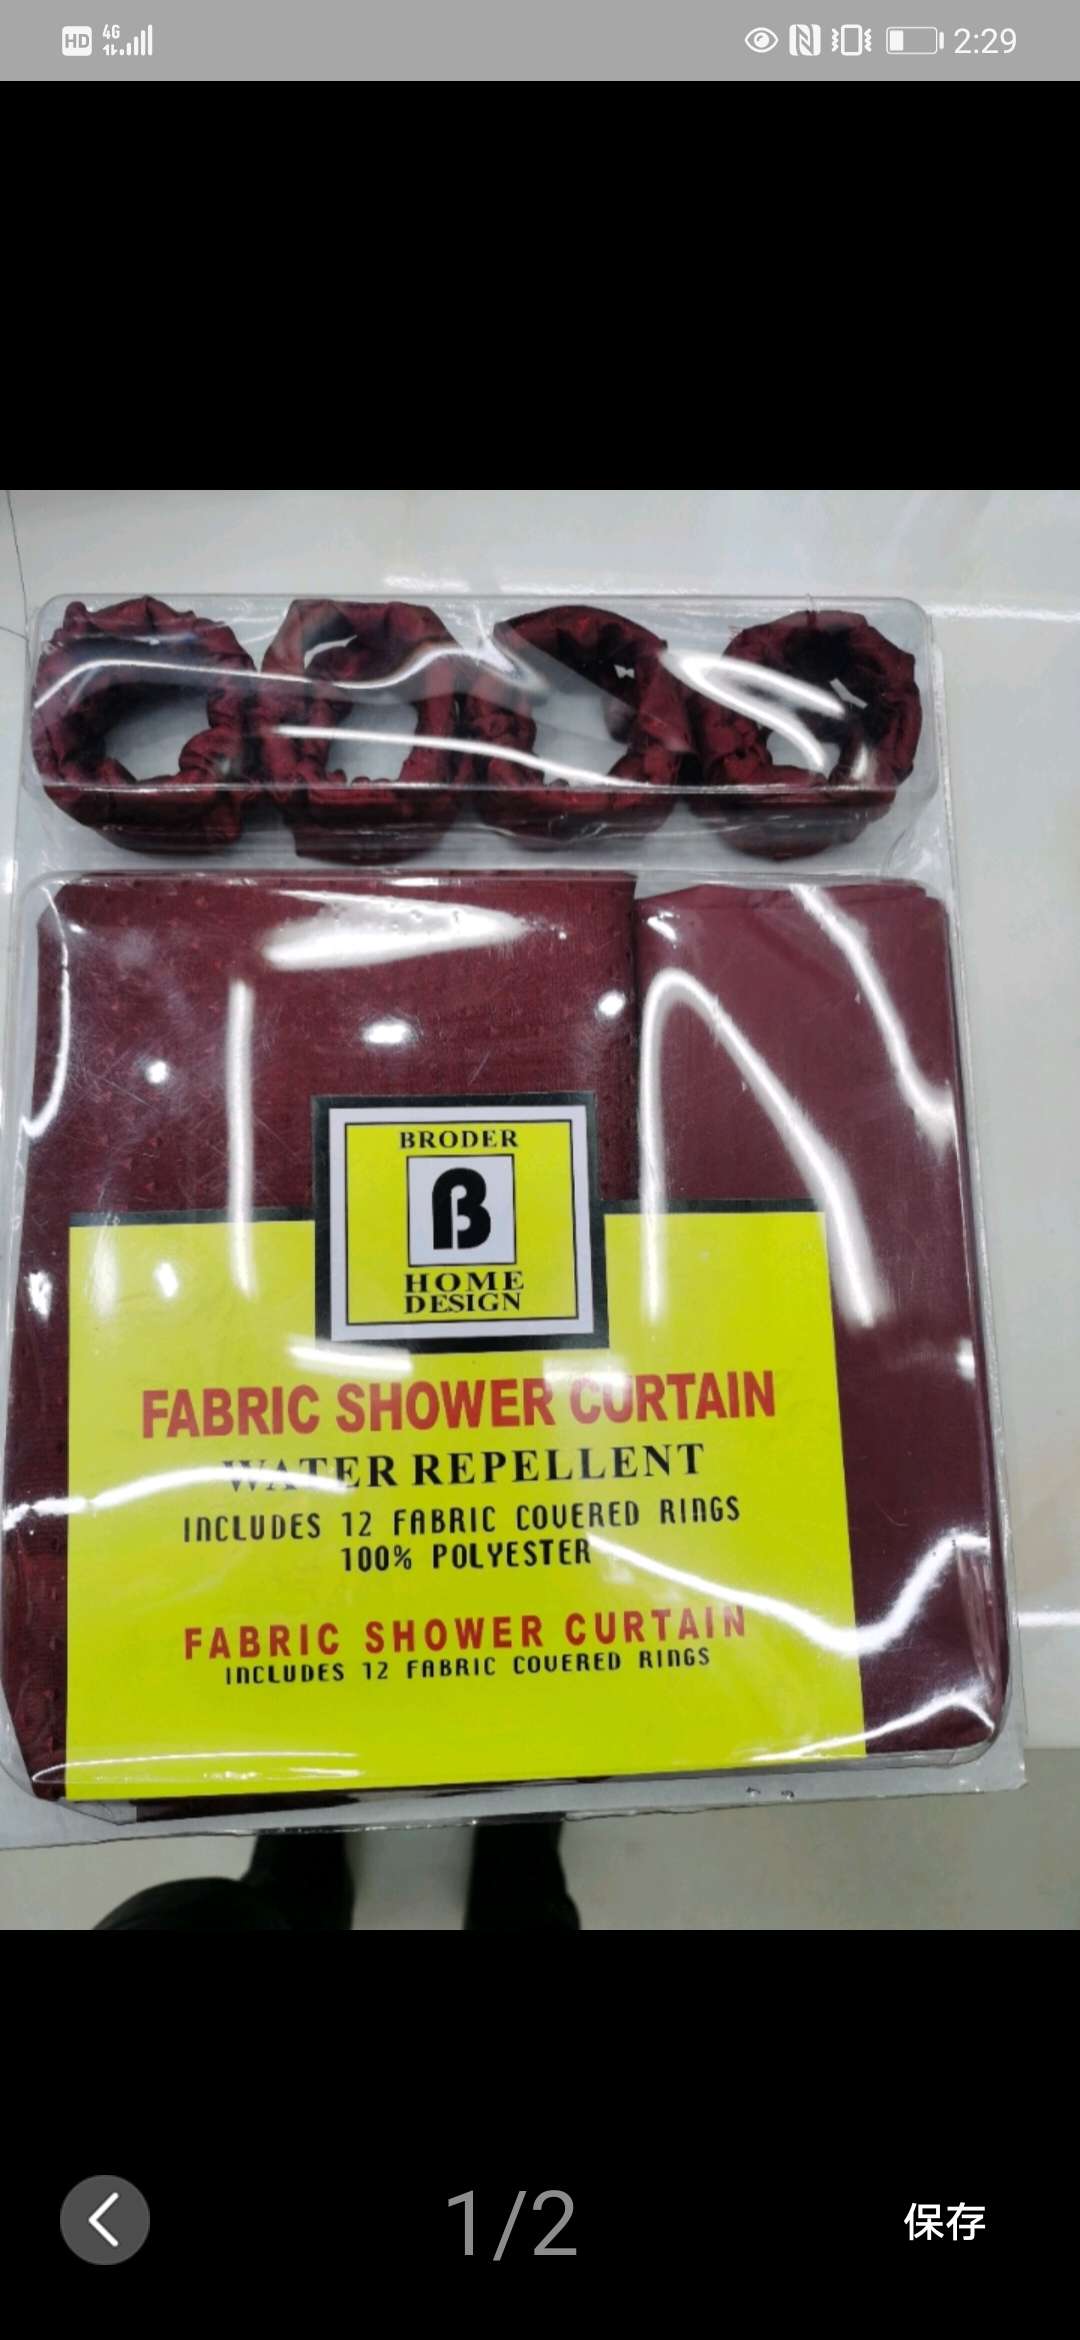 HD 4G 2:29
BRODER
B
HOME
DESIGN
FABRIC SHOWER CURTAIN
WATER REPELLENT
INCLUDES 12 FABRIC COVERED RINGS
100% POLYESTER
FABRIC SHOWER CURTAIN
INCLUDES 12 FABRIC COVERED RINGS
1/2
保存